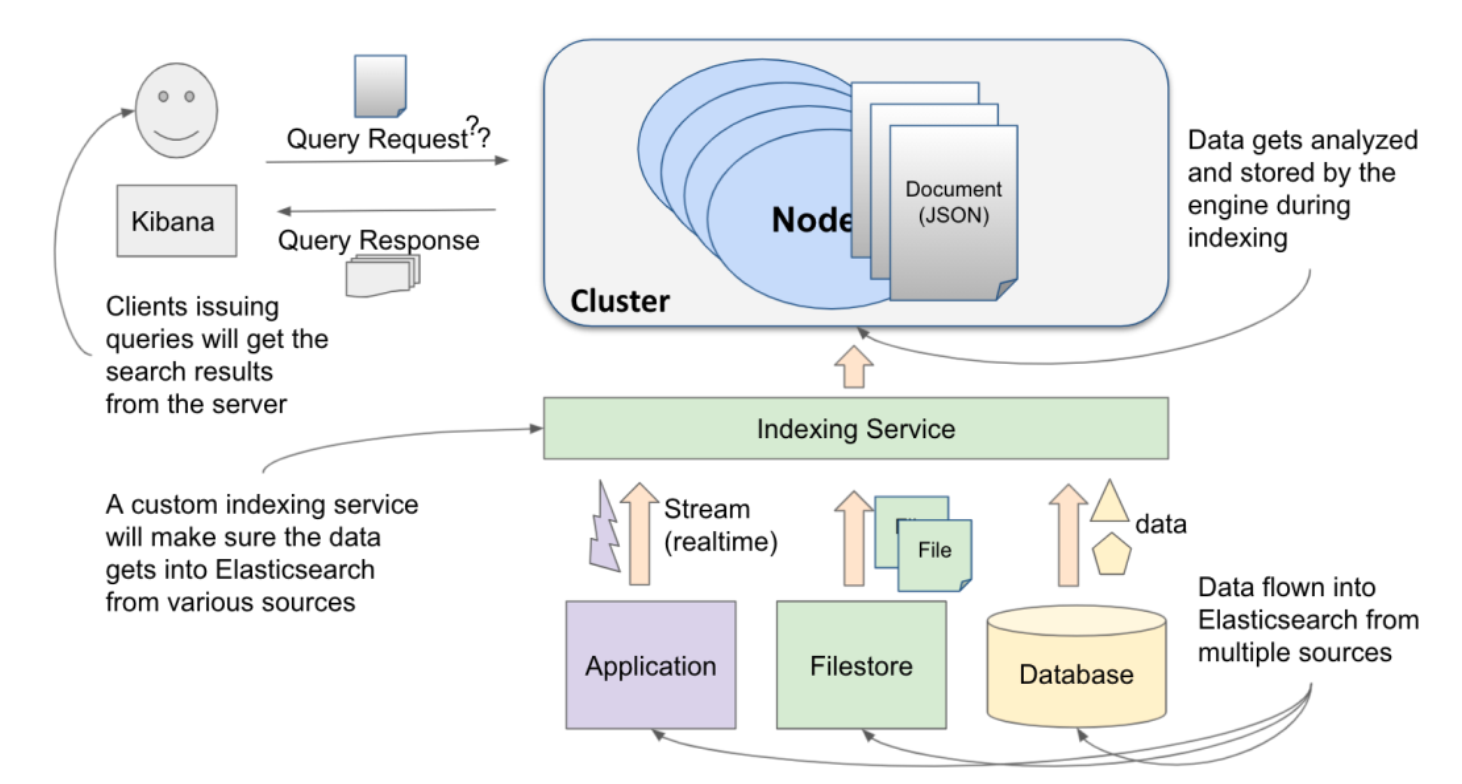 Query Request??
Kibana
Query Response
Clients issuing
queries will get the
search results
from the server
Node
Document
(JSON)
Cluster
Data gets analyzed
and stored by the
engine during
indexing
Indexing Service
A custom indexing service
will make sure the data
gets into Elasticsearch
from various sources
Stream
(realtime)
File
data
Application
Filestore
Database
Data flown into
Elasticsearch from
multiple sources